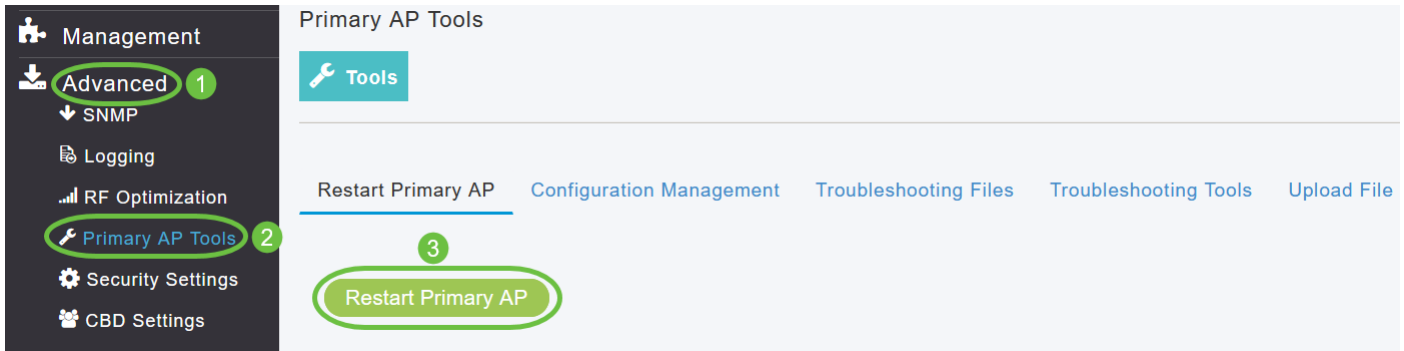 Management
Advanced 1
SNMP
Logging
RF Optimization
Primary AP Tools 2
Security Settings
CBD Settings
Primary AP Tools
Tools
Restart Primary AP Configuration Management Troubleshooting Files Troubleshooting Tools Upload File
3
Restart Primary AP